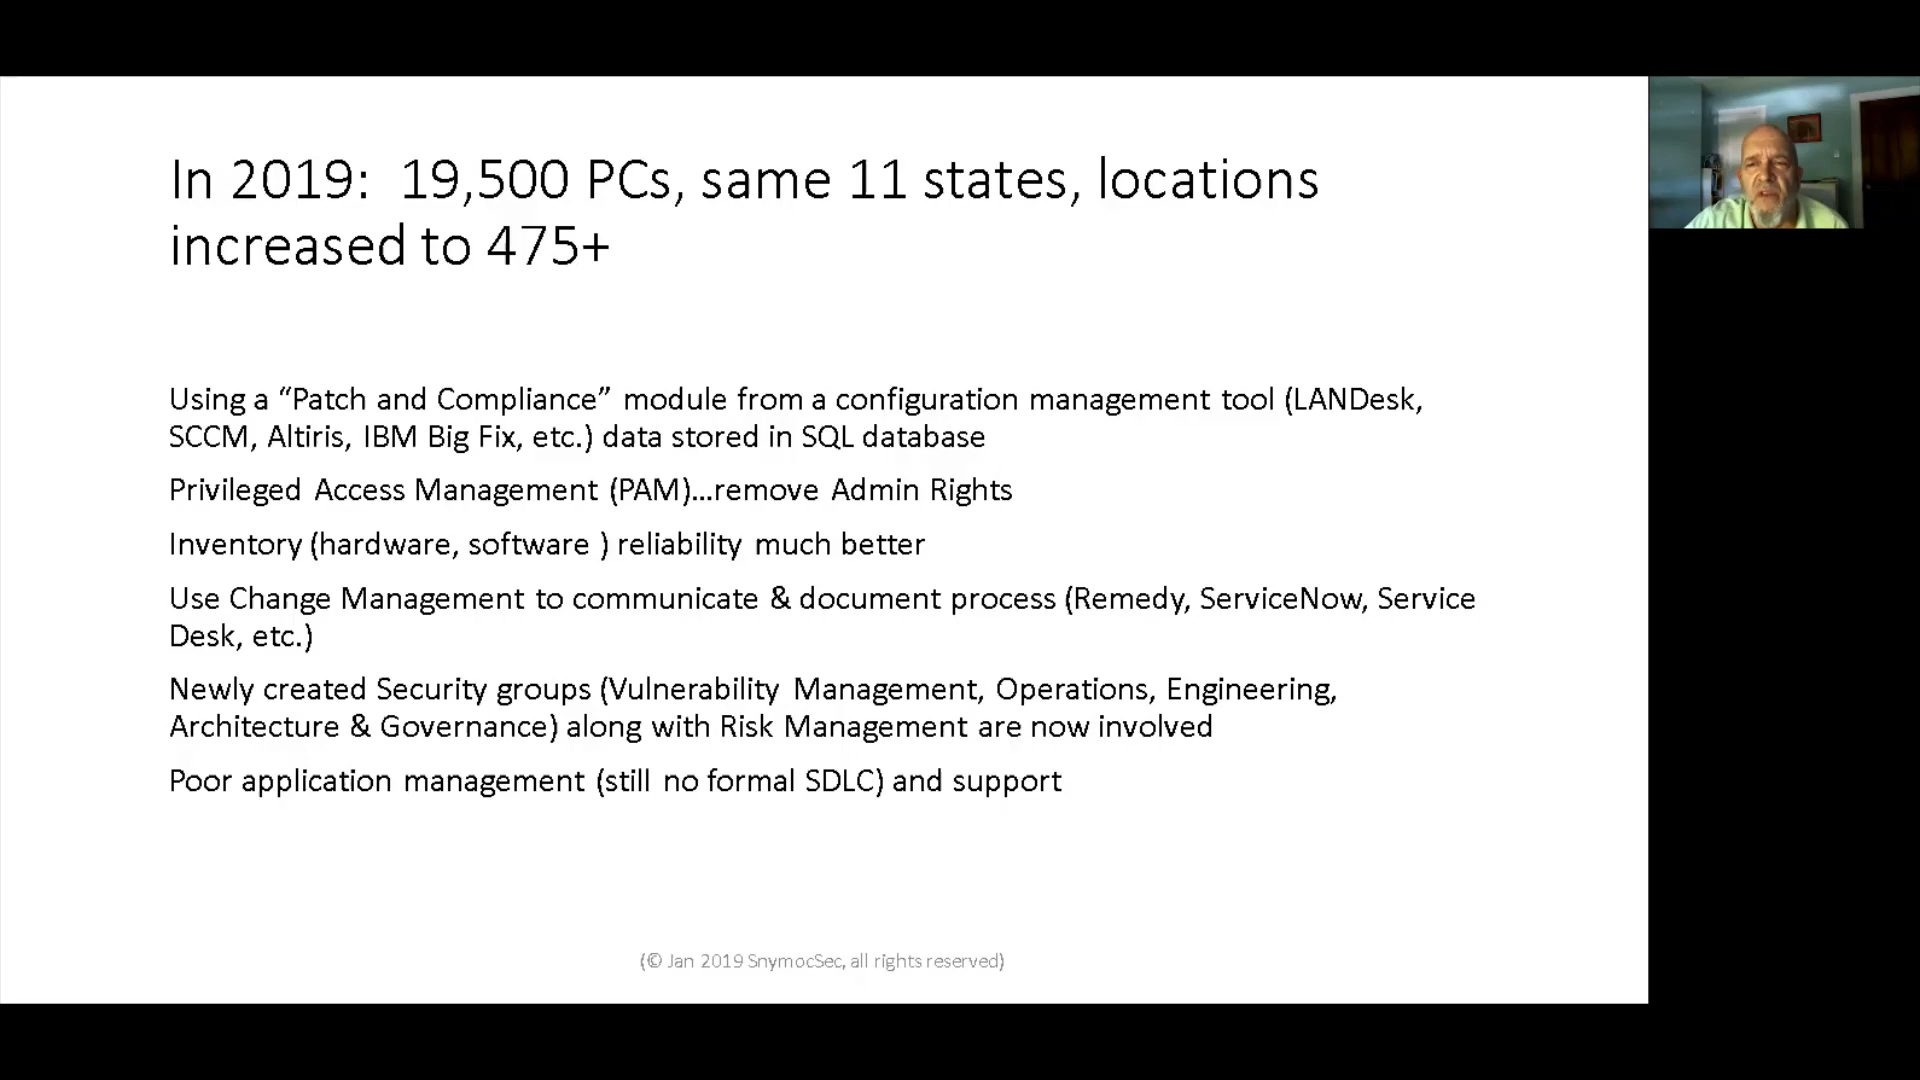 In 2019:  19,500 PCs, same 11 states, locations
increased to 475+
Using a “Patch and Compliance” module from a configuration management tool (LANDesk,
SCCM, Altiris, IBM Big Fix, etc.) data stored in SQL database
Privileged Access Management (PAM)…remove Admin Rights
Inventory (hardware, software ) reliability much better
Use Change Management to communicate & document process (Remedy, ServiceNow, Service
Desk, etc.)
Newly created Security groups (Vulnerability Management, Operations, Engineering,
Architecture & Governance) along with Risk Management are now involved
Poor application management (still no formal SDLC) and support
(© Jan 2019 SnymocSec, all rights reserved)